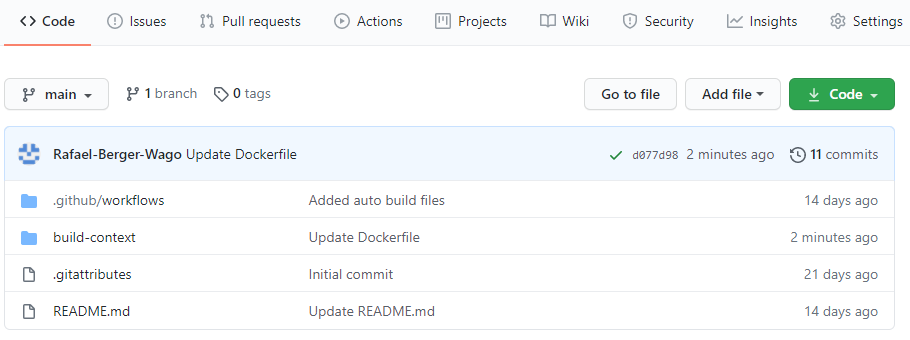 Code Issues Pull requests Actions Projects Wiki Security Insights Settings
main 1 branch 0 tags Go to file Add file Code
Rafael-Berger-Wago Update Dockerfile d077d98 2 minutes ago 11 commits
.github/workflows Added auto build files 14 days ago
build-context Update Dockerfile 2 minutes ago
.gitattributes Initial commit 21 days ago
README.md Update README.md 14 days ago